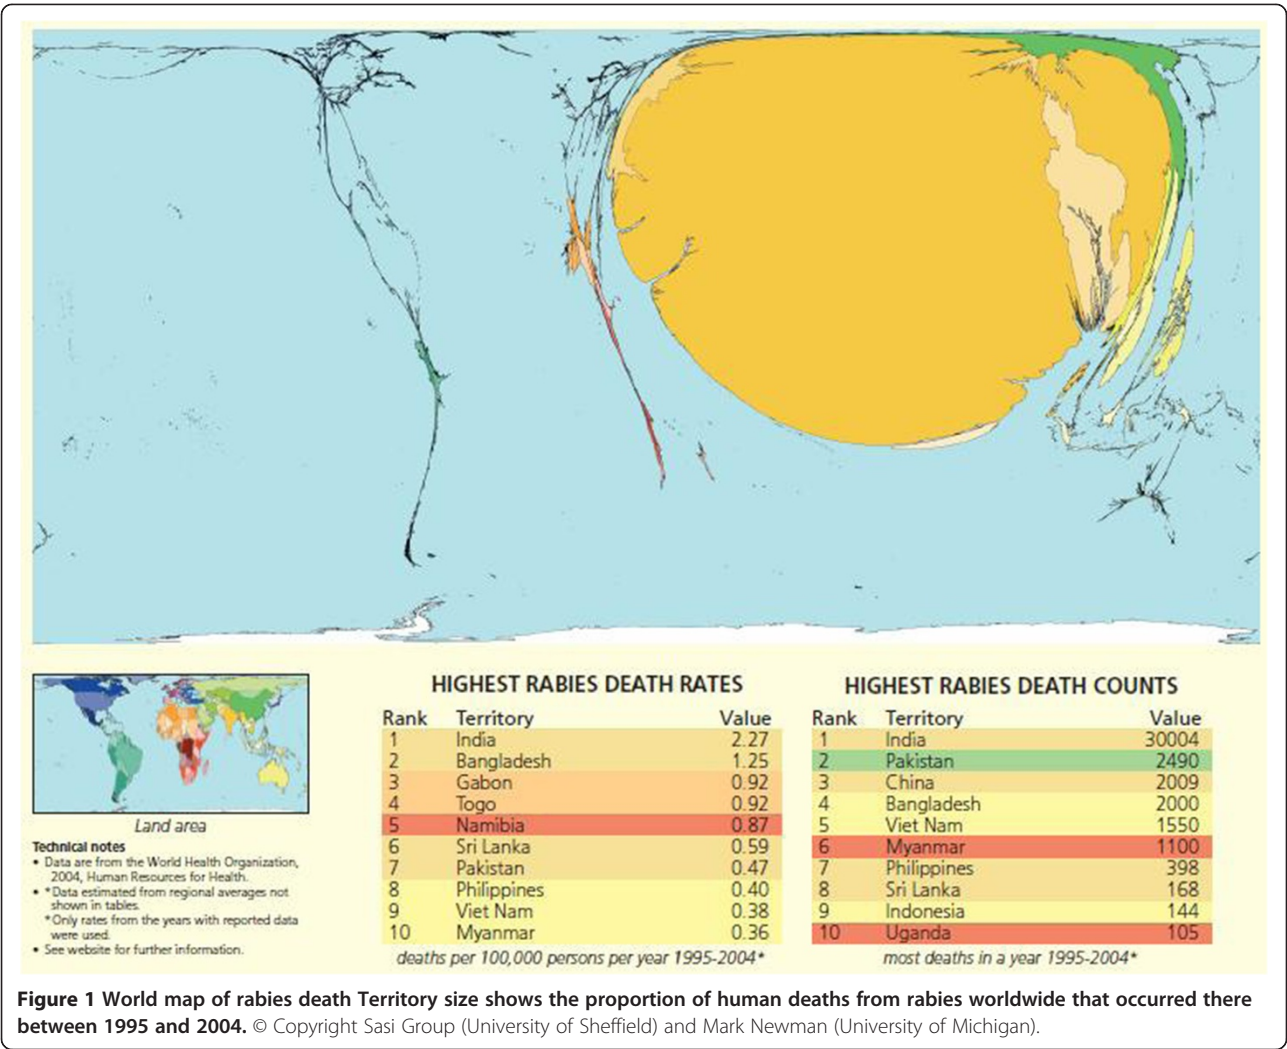 Land area
Technical notes
• Data are from the World Health Organization,
2004, Human Resources for Health.
• *Data estimated from regional averages not
shown in tables.
*Only rates from the years with reported data
were used.
• See website for further information.
HIGHEST RABIES DEATH RATES
Rank Territory Value
1 India 2.27
2 Bangladesh 1.25
3 Gabon 0.92
4 Togo 0.92
5 Namibia 0.87
6 Sri Lanka 0.59
7 Pakistan 0.47
8 Philippines 0.40
9 Viet Nam 0.38
10 Myanmar 0.36
deaths per 100,000 persons per year 1995-2004*
HIGHEST RABIES DEATH COUNTS
Rank Territory Value
1 India 30004
2 Pakistan 2490
3 China 2009
4 Bangladesh 2000
5 Viet Nam 1550
6 Myanmar 1100
7 Philippines 398
8 Sri Lanka 168
9 Indonesia 144
10 Uganda 105
most deaths in a year 1995-2004*
Figure 1 World map of rabies death Territory size shows the proportion of human deaths from rabies worldwide that occurred there
between 1995 and 2004. © Copyright Sasi Group (University of Sheffield) and Mark Newman (University of Michigan).